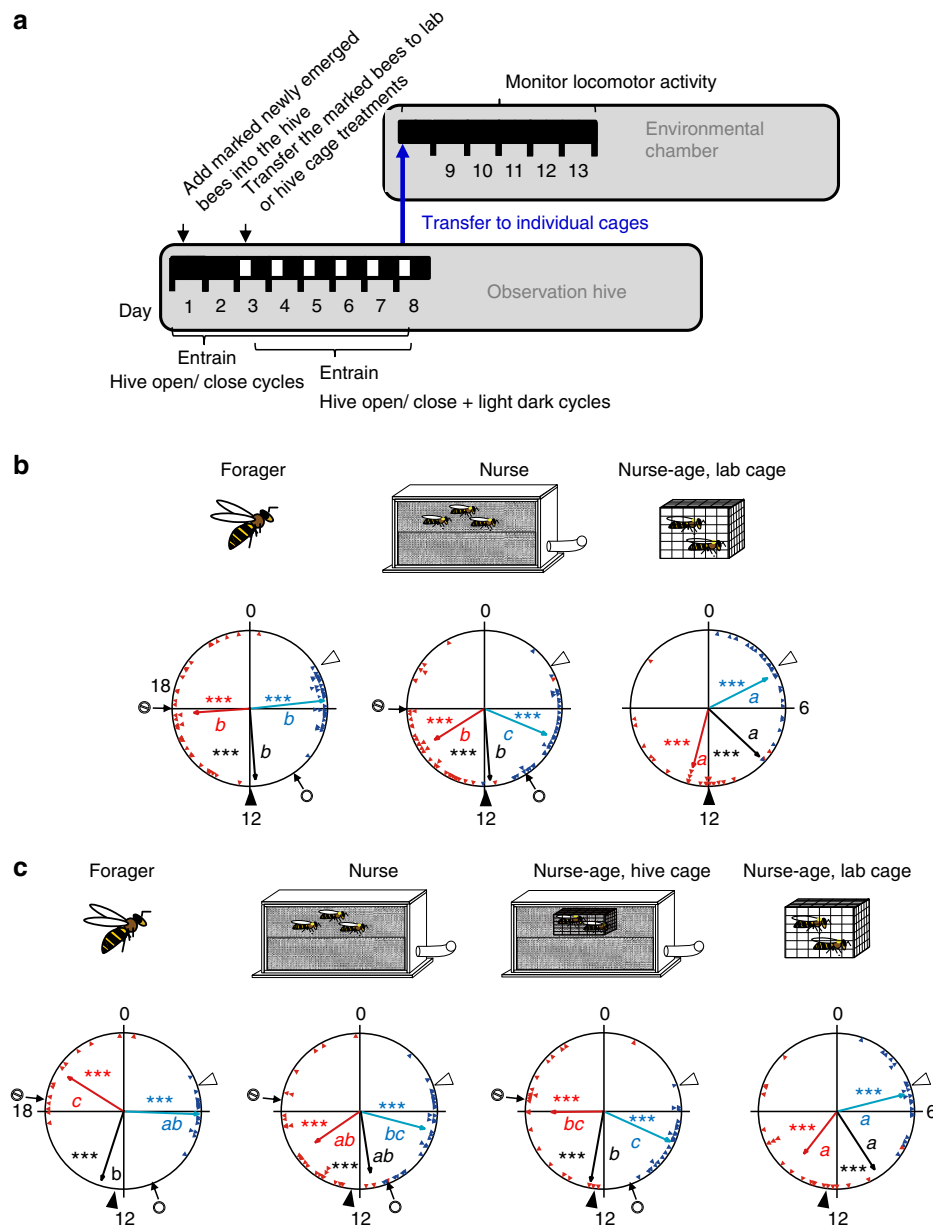 a
Add marked newly emerged
bees into the hive
Transfer the marked bees to lab
or hive cage treatments
Monitor locomotor activity
Environmental
chamber
9 10 11 12 13
Transfer to individual cages
Observation hive
Day 1 2 3 4 5 6 7 8
Entrain
Hive open/ close cycles
Entrain
Hive open/ close + light dark cycles
b
Forager Nurse Nurse-age, lab cage
0 0 0
18 *** *** *** *** *** *** 6
b b b c a
*** b *** b *** a
a
12 12 12
c
Forager Nurse Nurse-age, hive cage Nurse-age, lab cage
0 0 0 0
*** *** *** *** *** *** *** ***
18 c ab ab bc bc c a a 6
*** b *** ab *** b *** a
12 12 12 12